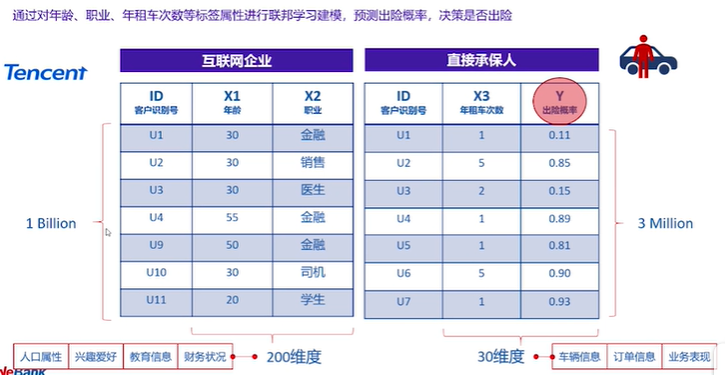 通过对年龄、职业、年租车次数等标签属性进行联邦学习建模，预测出险概率，决策是否出险
Tencent
互联网企业 直接承保人
ID X1 X2 ID X3 Y
客户识别号 年龄 职业 客户识别号 年租车次数 出险概率
U1 30 金融 U1 1 0.11
U2 30 销售 U2 5 0.85
U3 30 医生 U3 2 0.15
U4 55 金融 U4 1 0.89
U9 50 金融 U5 1 0.81
U10 30 司机 U6 5 0.90
U11 20 学生 U7 1 0.93
1 Billion 3 Million
人口属性 兴趣爱好 教育信息 财务状况 200维度 30维度 车辆信息 订单信息 业务表现